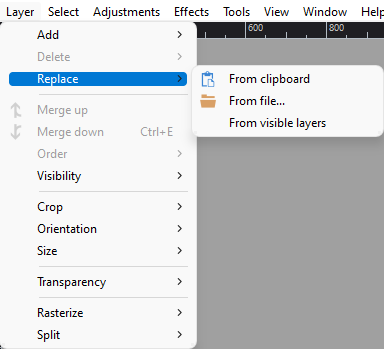 Layer Select Adjustments Effects Tools View Window Help
600 800
Add
Delete
Replace
From clipboard
From file...
From visible layers
Merge up
Merge down Ctrl+E
Order
Visibility
Crop
Orientation
Size
Transparency
Rasterize
Split